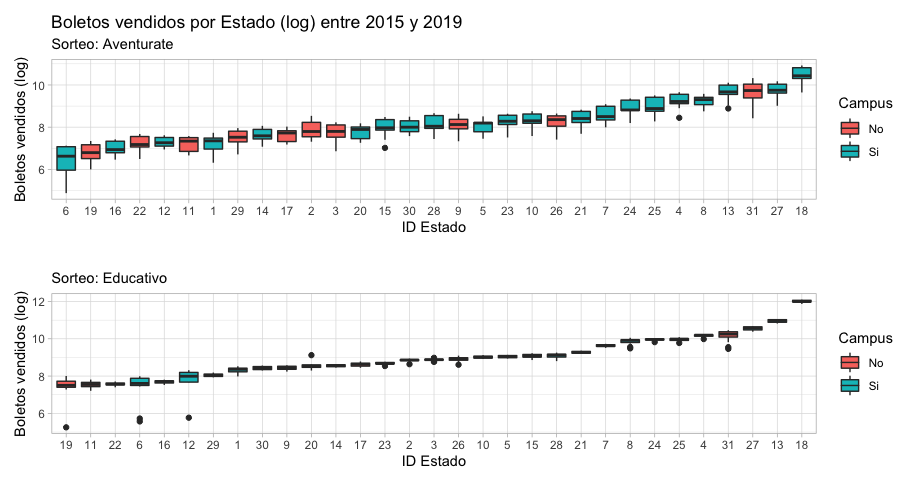 Boletos vendidos por Estado (log) entre 2015 y 2019
Sorteo: Aventurate
Boletos vendidos (log)
10
8
6
6 19 16 22 12 11 1 29 14 17 2 3 20 15 30 28 9 5 23 10 26 21 7 24 25 4 8 13 31 27 18
ID Estado
Campus
No
Si
Sorteo: Educativo
Boletos vendidos (log)
12
10
8
6
19 11 22 6 16 12 29 1 30 9 20 14 17 23 2 3 26 10 5 15 28 21 7 8 24 25 4 31 27 13 18
ID Estado
Campus
No
Si